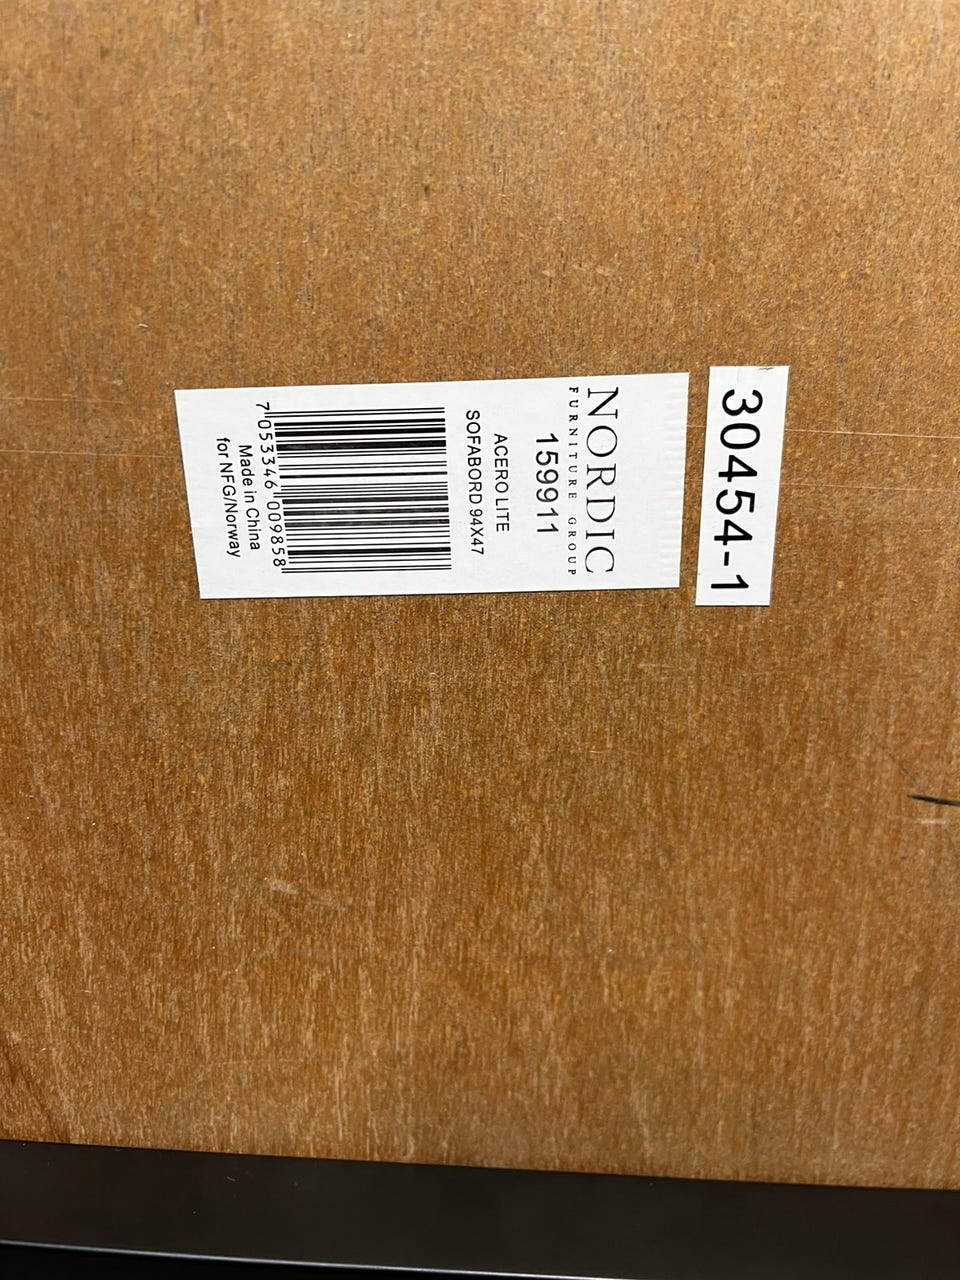 30454-1
NORDIC
FURNITURE GROUP
159911
ACERO LITE
SOFABORD 94X47
7 053346 009858
Made in China
for NFG/Norway